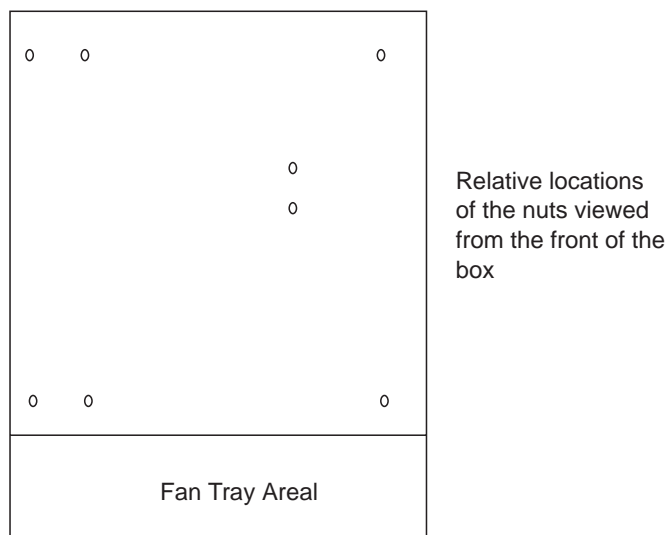 Relative locations
of the nuts viewed
from the front of the
box
Fan Tray Areal